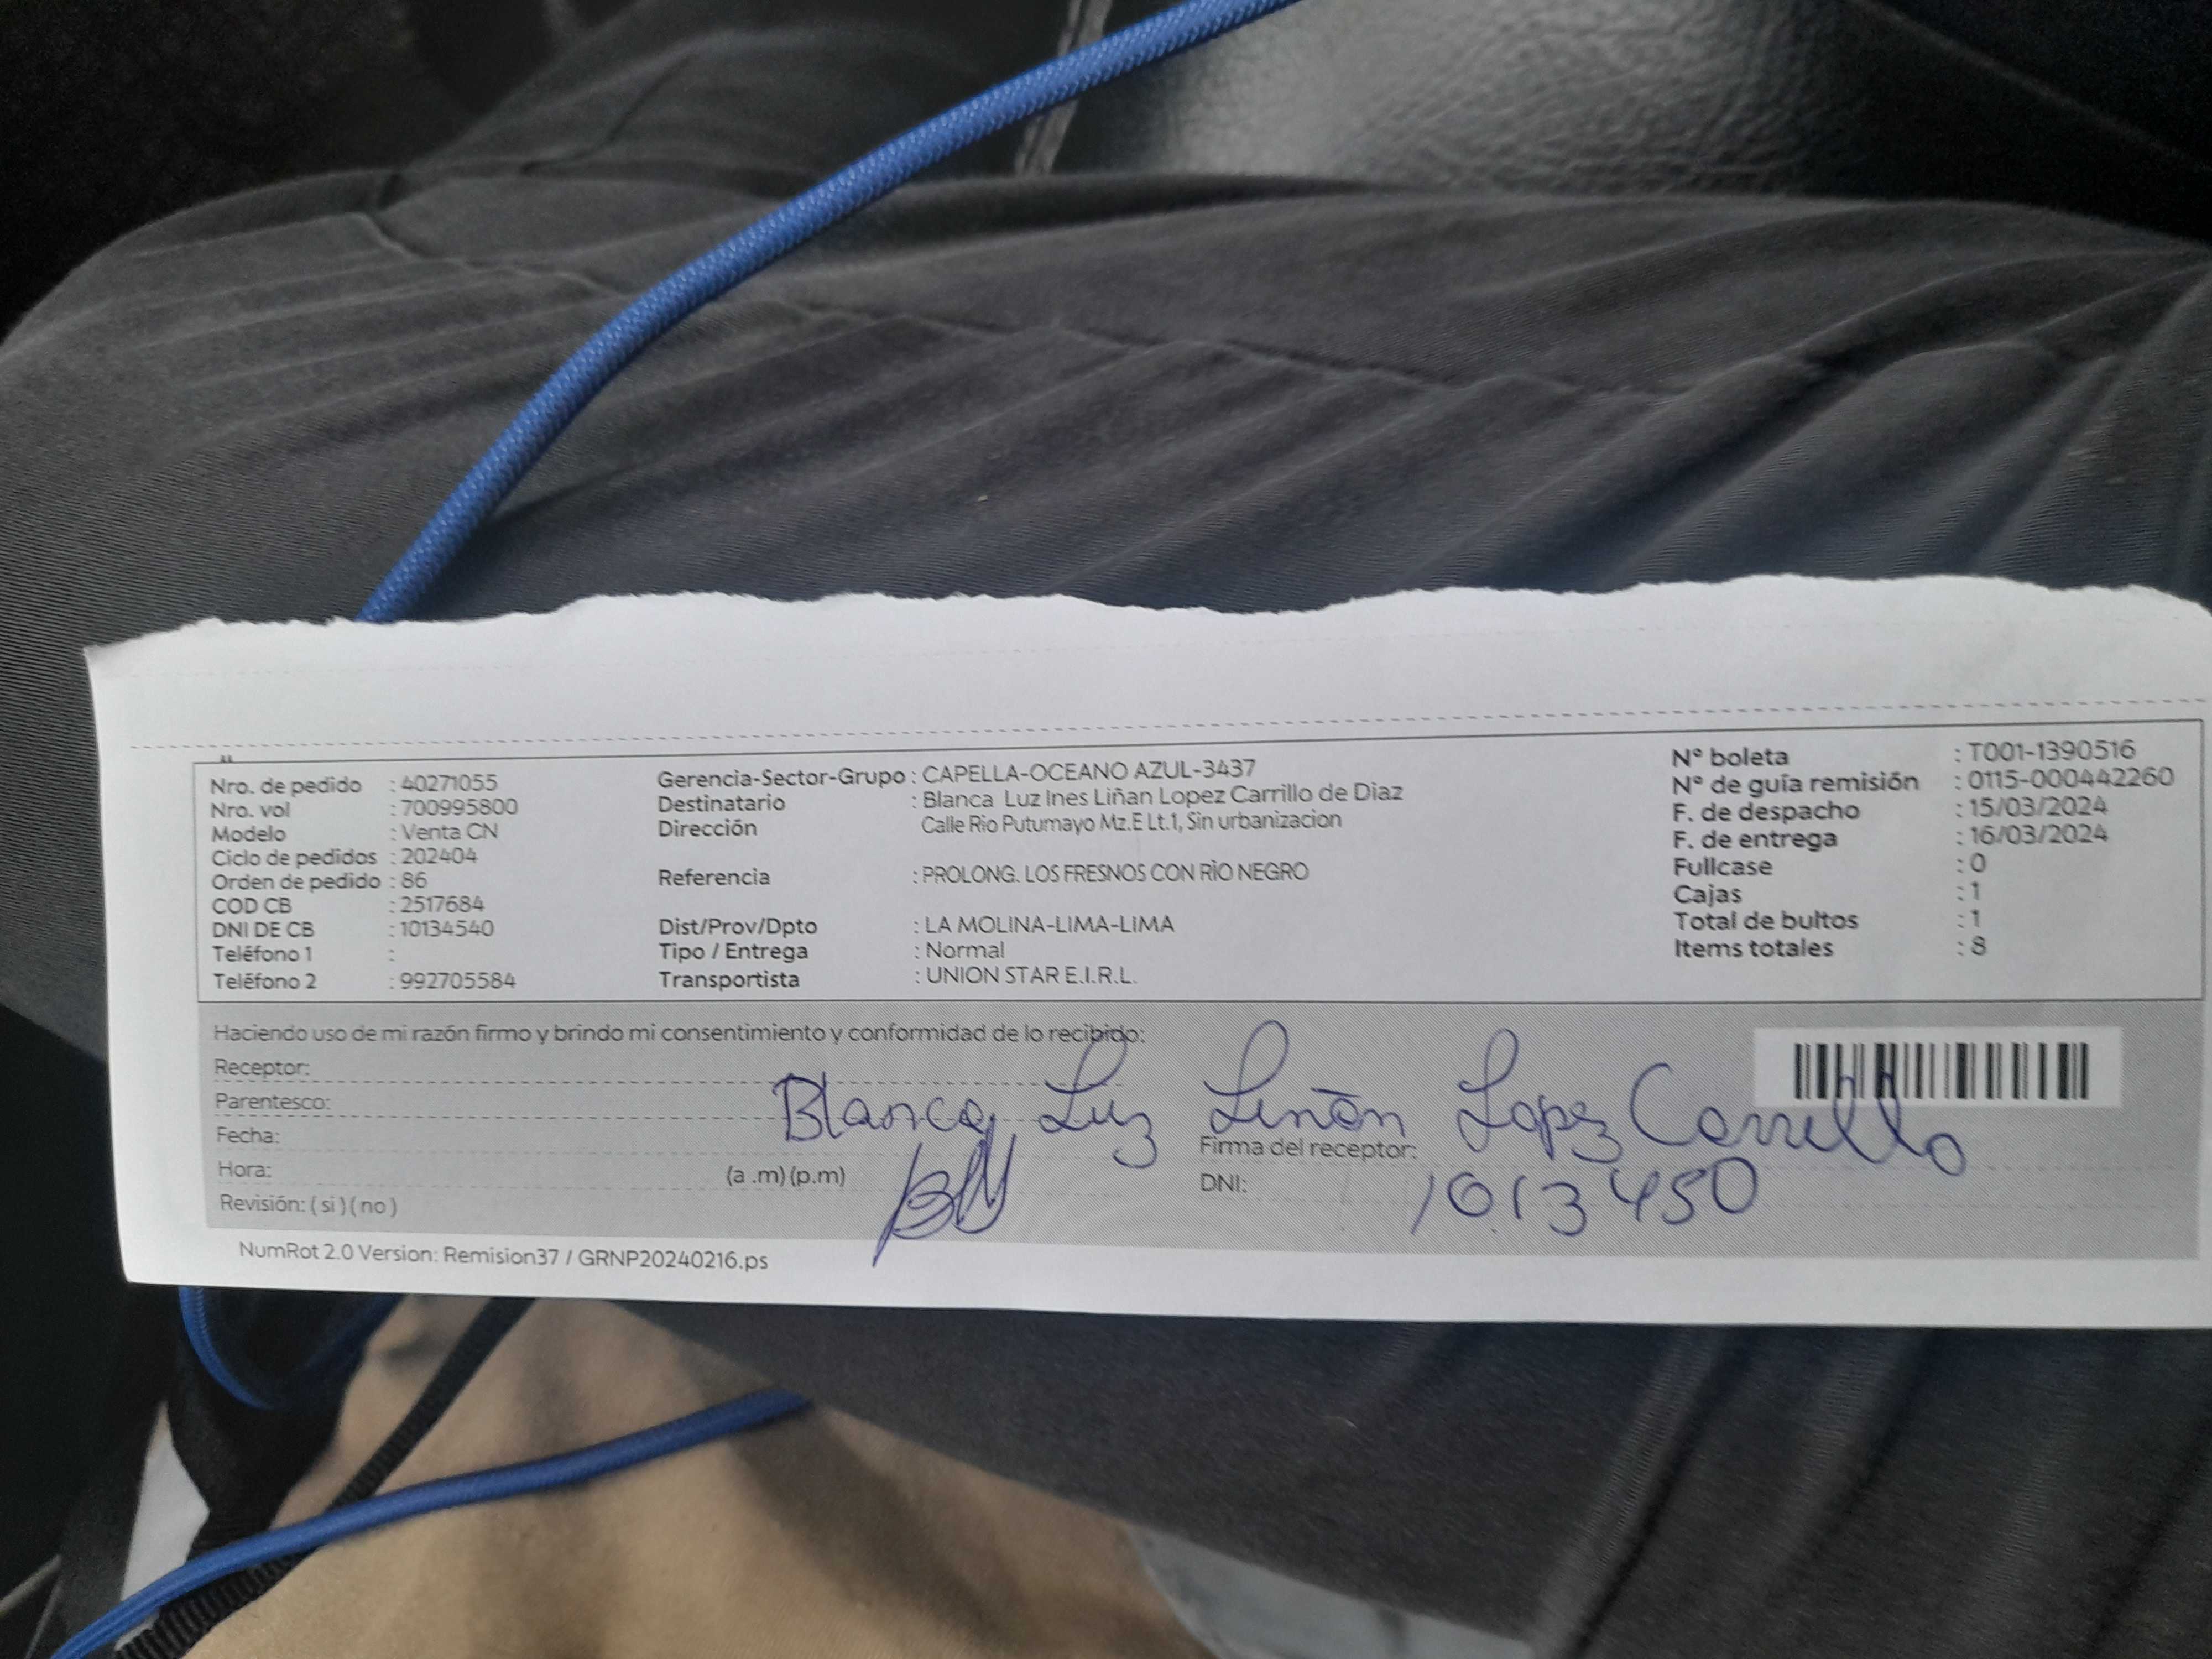 Nro. de pedido : 40271055
Nro. vol : 700995800
Modelo : Venta CN
Ciclo de pedidos : 202404
Orden de pedido : 86
COD CB : 2517684
DNI DE CB : 10134540
Teléfono 1 :
Teléfono 2 : 992705584
Gerencia-Sector-Grupo : CAPELLA-OCEANO AZUL-3437
Destinatario : Blanca Luz Ines Liñan Lopez Carrillo de Diaz
Dirección Calle Rio Putumayo Mz.E Lt.1, Sin urbanizacion
Referencia : PROLONG. LOS FRESNOS CON RÌO NEGRO
Dist/Prov/Dpto : LA MOLINA-LIMA-LIMA
Tipo / Entrega : Normal
Transportista : UNION STAR E.I.R.L.
N° boleta : T001-1390516
N° de guía remisión : 0115-000442260
F. de despacho : 15/03/2024
F. de entrega : 16/03/2024
Fullcase : 0
Cajas : 1
Total de bultos : 1
Items totales : 8
Haciendo uso de mi razón firmo y brindo mi consentimiento y conformidad de lo recibido:
Receptor:
Parentesco:
Blanca Luz Linãn Lopez Carrillo
Fecha:
Firma del receptor:
Hora: (a .m) (p.m)
DNI: 1013450
Revisión: ( si ) ( no )
NumRot 2.0 Version: Remision37 / GRNP20240216.ps